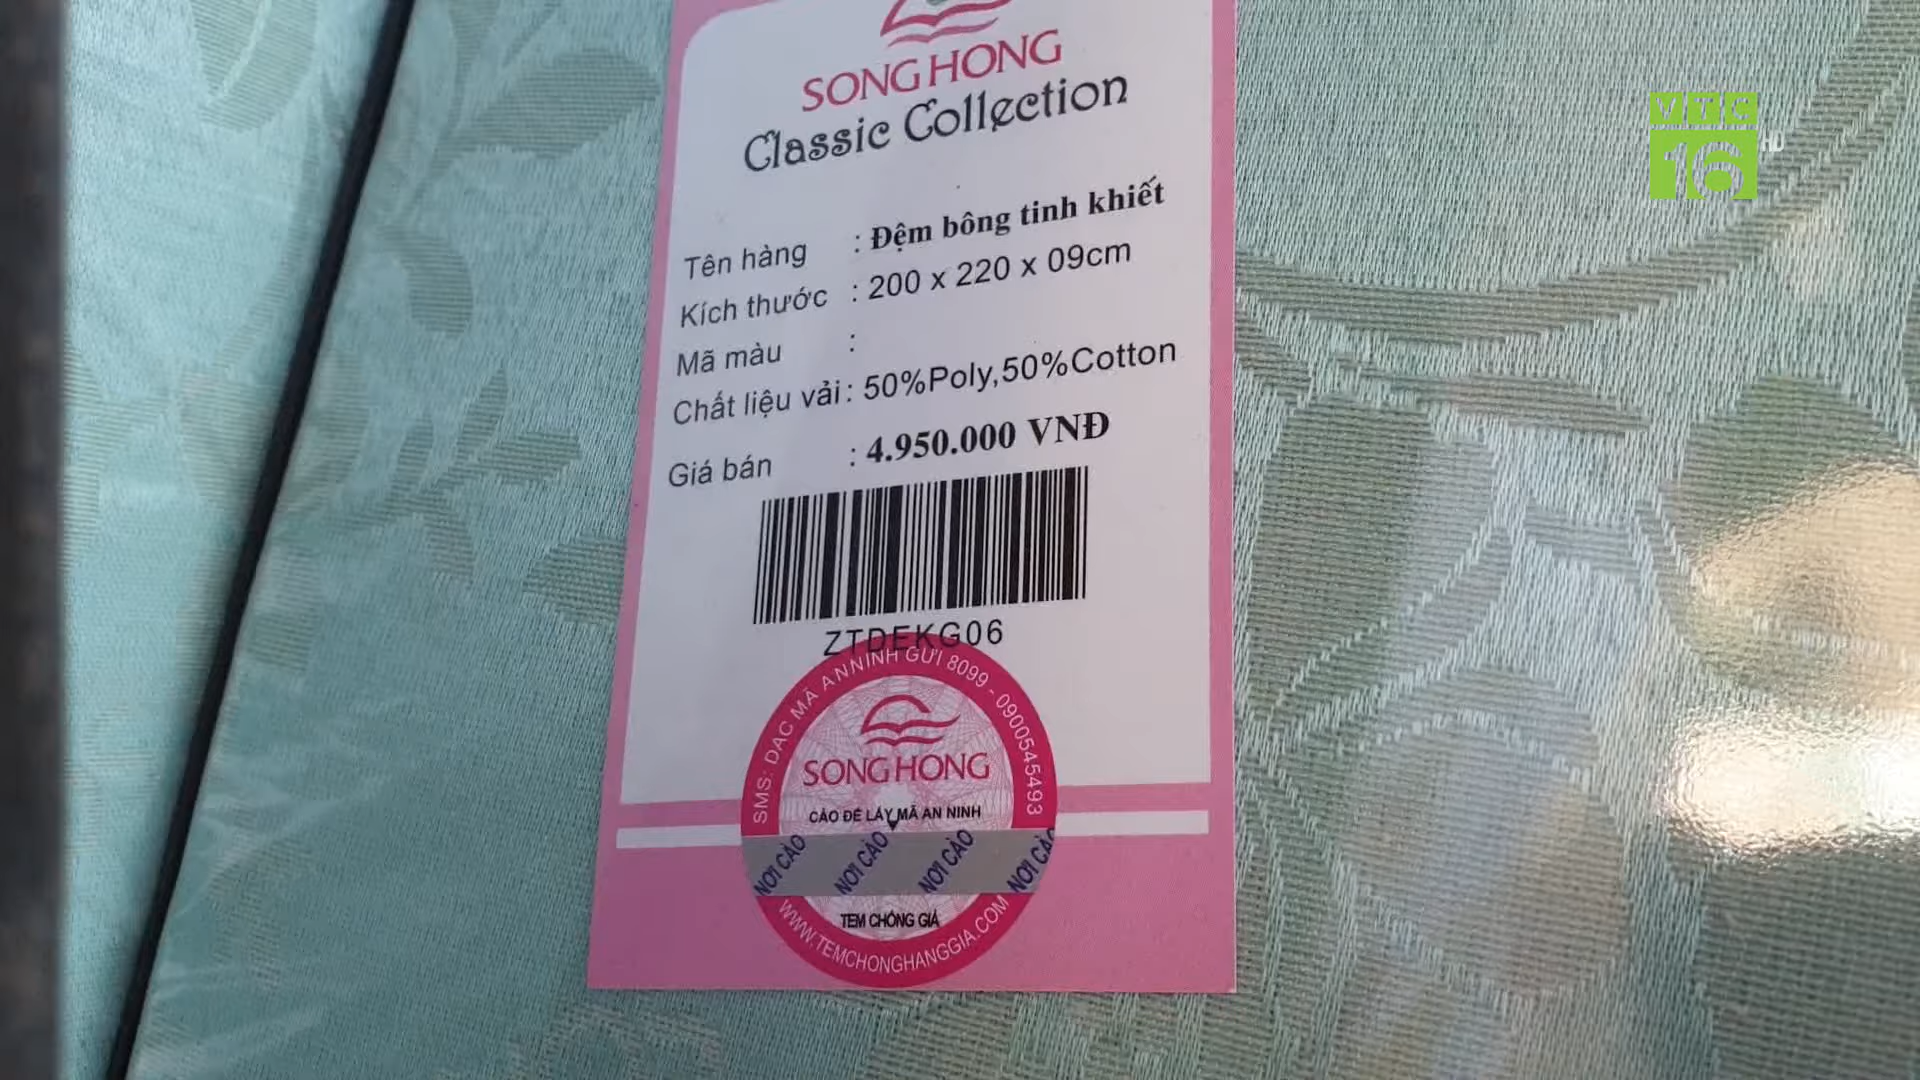 SONG HONG
Classic Collection
VTC
16
HD
Tên hàng : Đệm bông tinh khiết
Kích thước : 200 x 220 x 09cm
Mã màu :
Chất liệu vải : 50%Poly,50%Cotton
Giá bán : 4.950.000 VNĐ
ZTDEKG06
SMS: DAC MÃ ANNINH GỬI 8099 - 0900545493
SONG HONG
CÀO ĐỂ LẤY MÃ AN NINH
NƠI CÀO NƠI CÀO NƠI CÀO NƠI CÀO
TEM CHỐNG GIẢ
WWW.TEMCHONGHANGGIA.COM